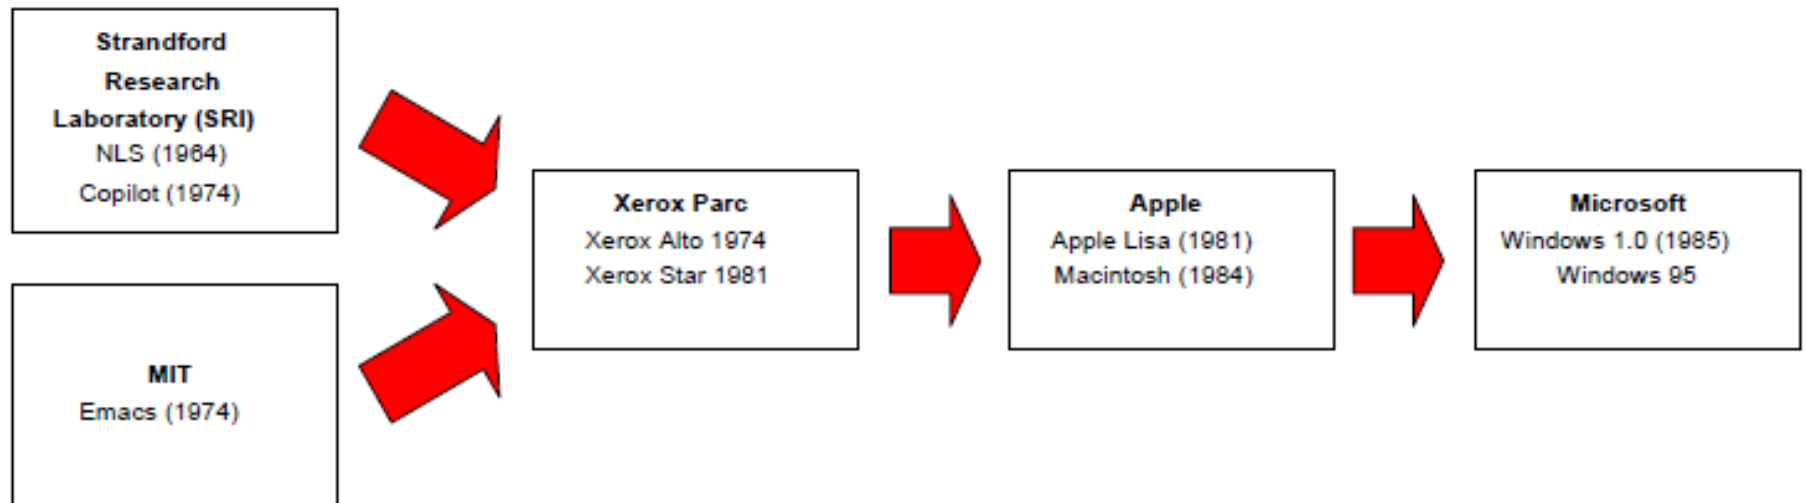 Strandford
Research
Laboratory (SRI)
NLS (1964)
Copilot (1974)
MIT
Emacs (1974)
Xerox Parc
Xerox Alto 1974
Xerox Star 1981
Apple
Apple Lisa (1981)
Macintosh (1984)
Microsoft
Windows 1.0 (1985)
Windows 95